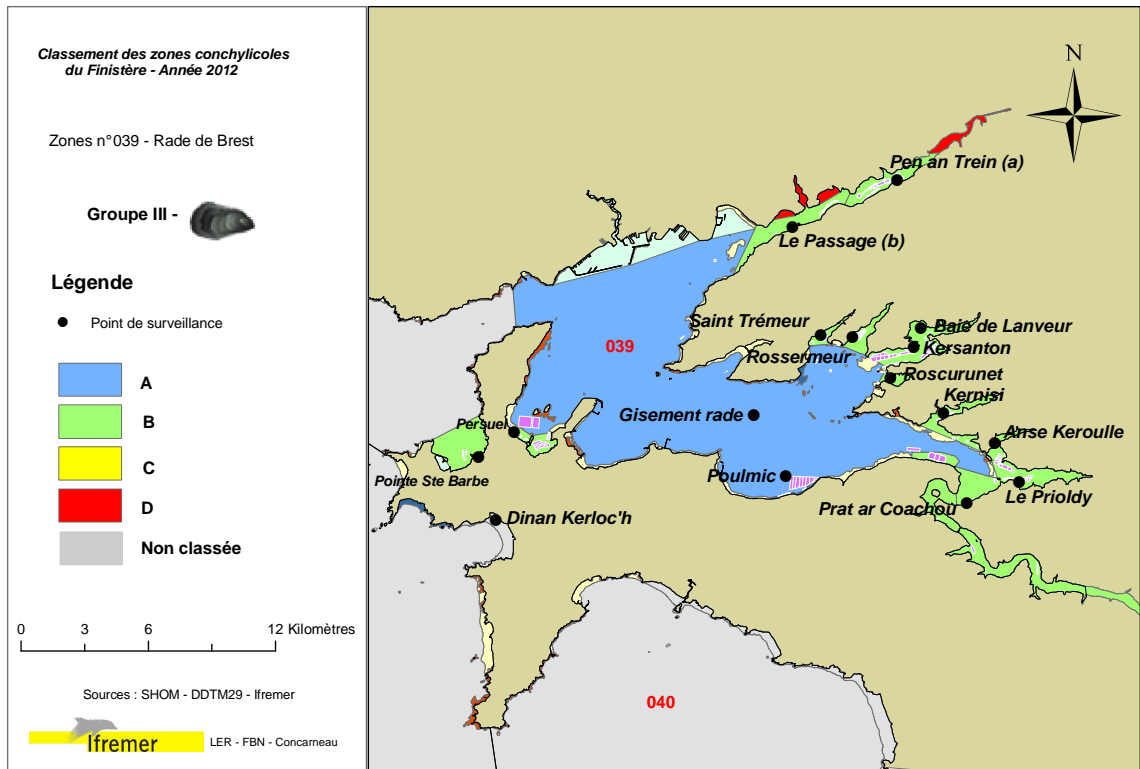 Classement des zones conchylicoles
du Finistère - Année 2012
Zones n°039 - Rade de Brest
Groupe III -
Légende
Point de surveillance
A
B
C
D
Non classée
0 3 6 12 Kilomètres
Sources : SHOM - DDTM29 - Ifremer
Ifremer
LER - FBN - Concarneau
N
Pen an Trein (a)
Le Passage (b)
Saint Trémeur
Baie de Lanveur
039
Rossermeur
Kersanton
Roscurunet
Kernisi
Gisement rade
Persuel
Anse Keroulle
Poulmic
Pointe Ste Barbe
Le Prioldy
Prat ar Coachou
Dinan Kerloc'h
040